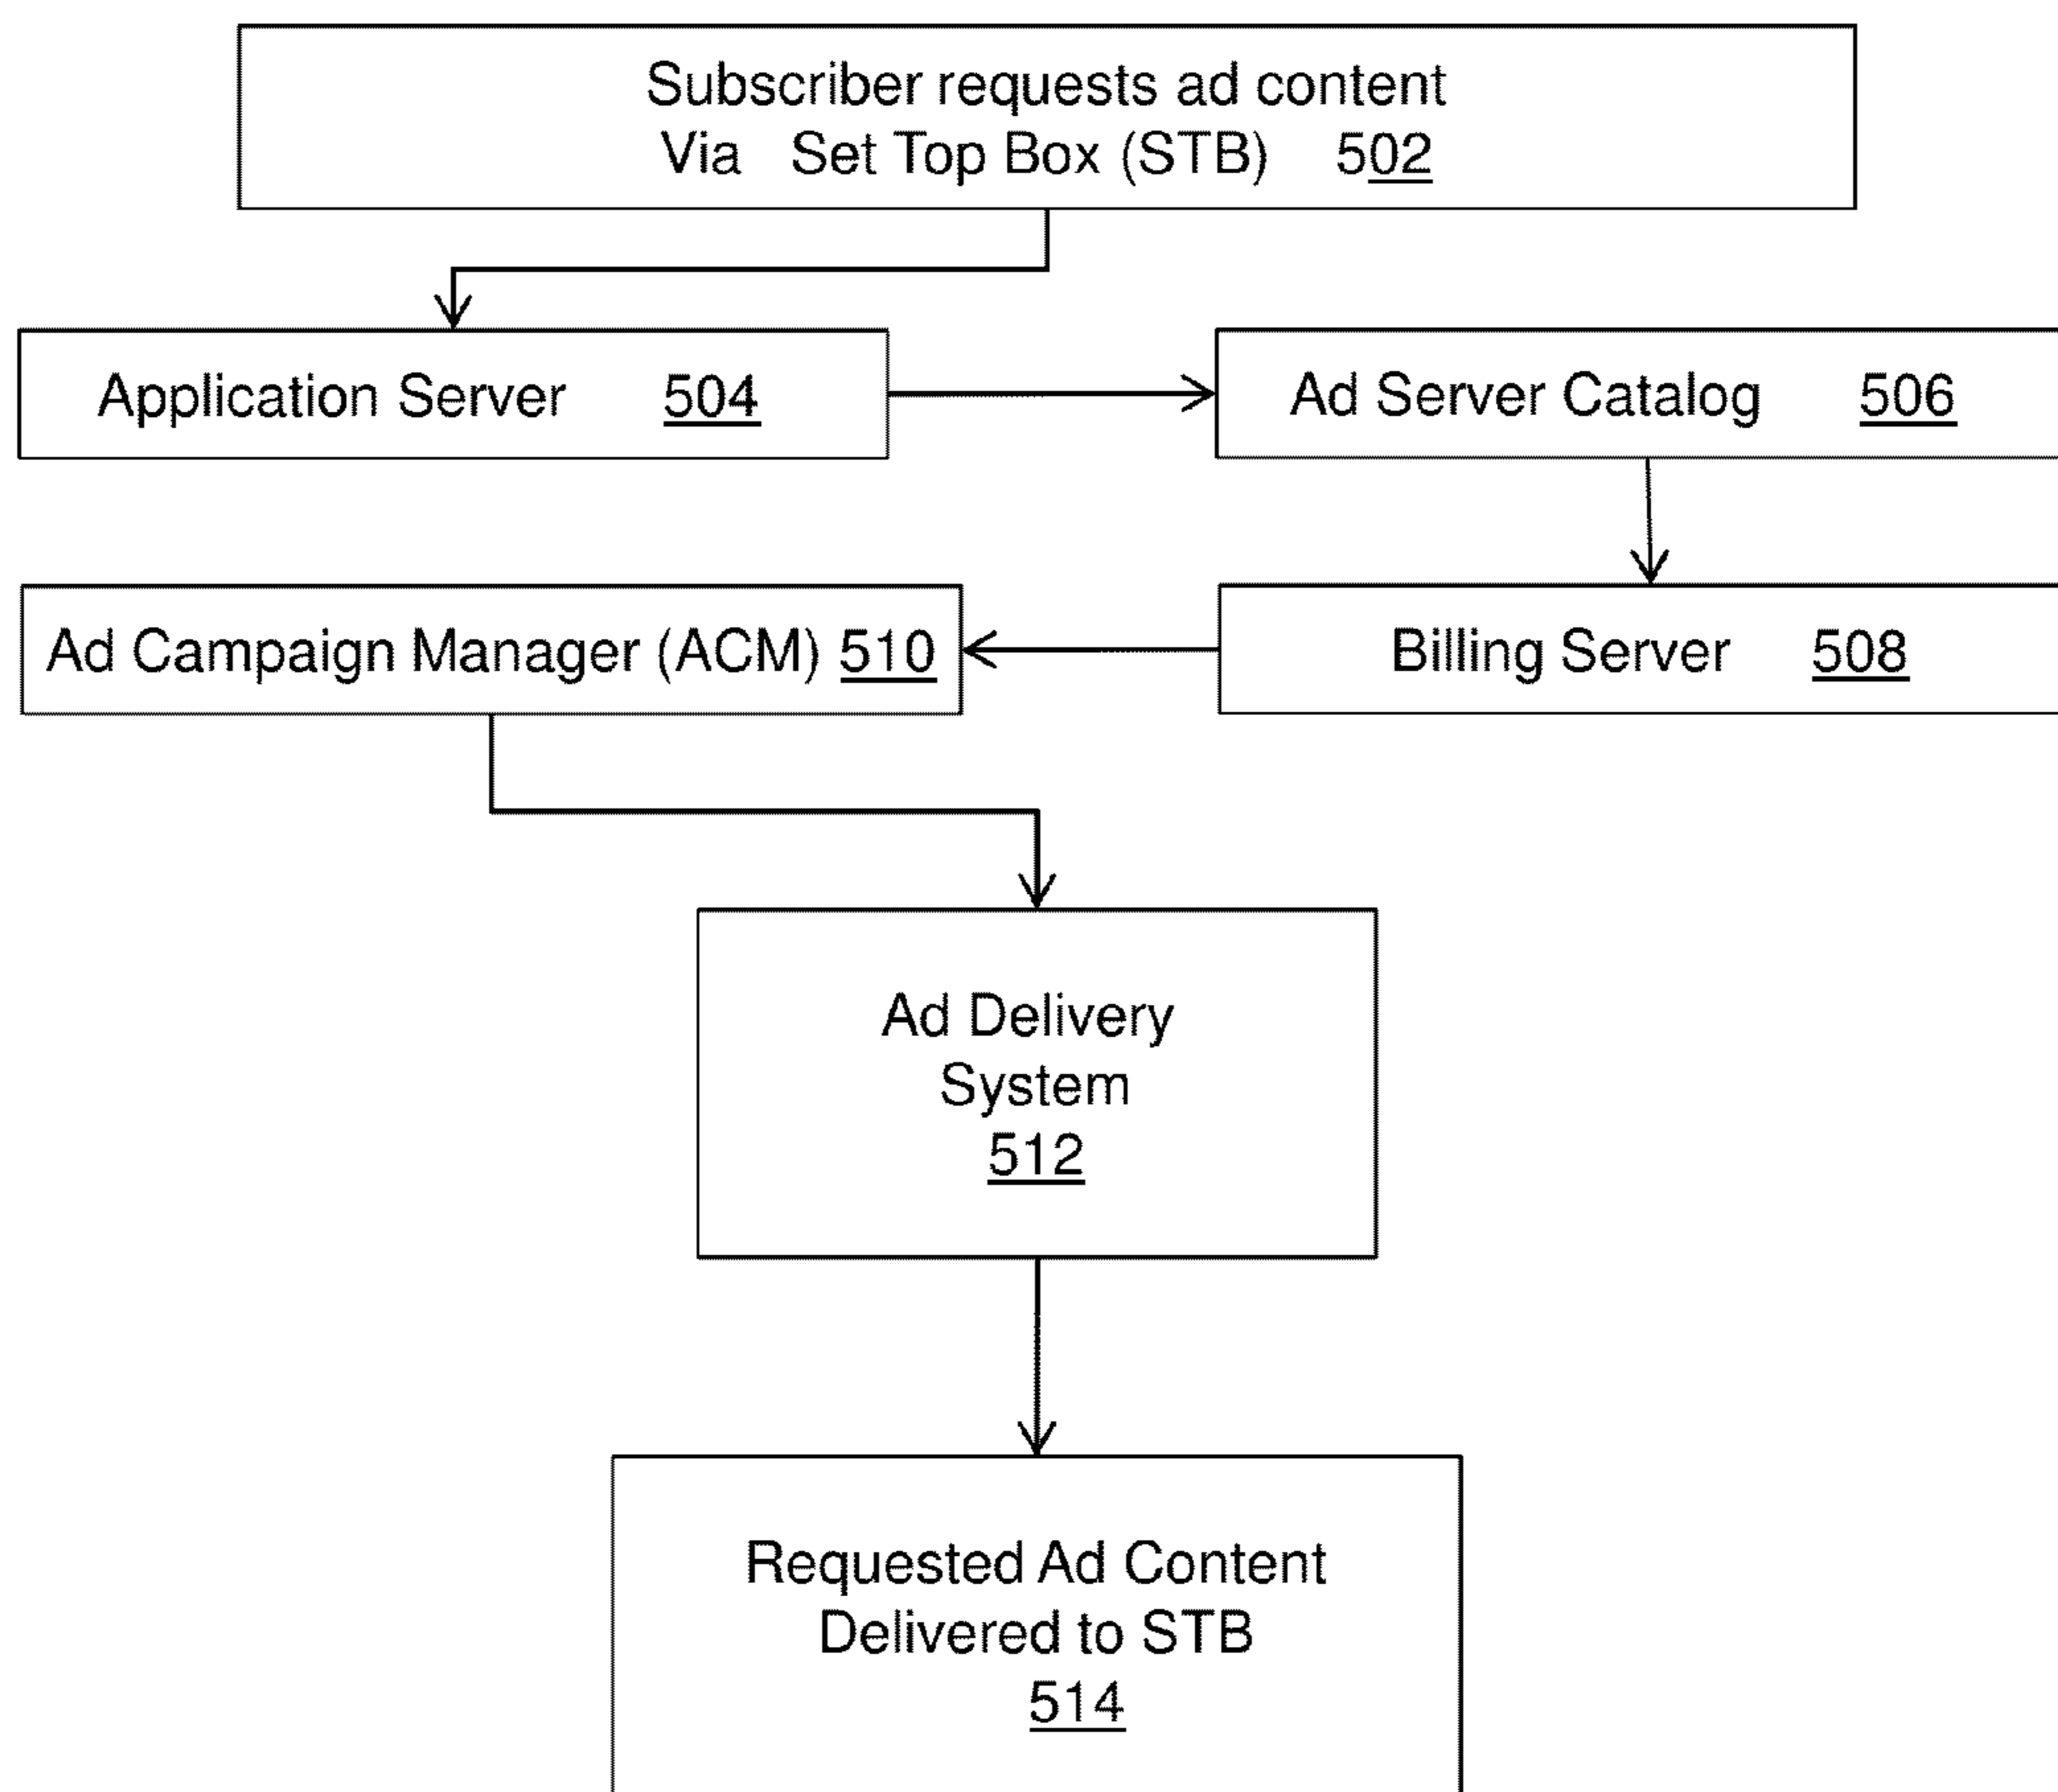 Subscriber requests ad content
Via Set Top Box (STB) 502
Application Server 504
Ad Server Catalog 506
Ad Campaign Manager (ACM) 510
Billing Server 508
Ad Delivery
System
512
Requested Ad Content
Delivered to STB
514